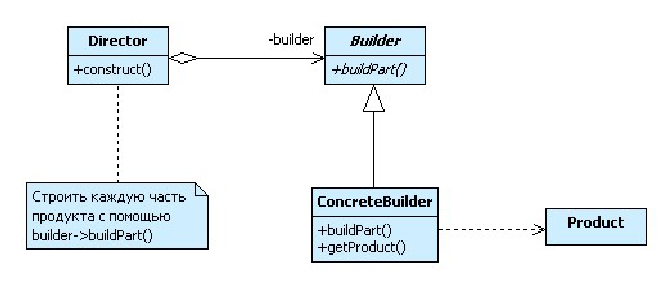 Director
+construct()
-builder
Builder
+buildPart()
Строить каждую часть
продукта с помощью
builder->buildPart()
ConcreteBuilder
+buildPart()
+getProduct()
Product